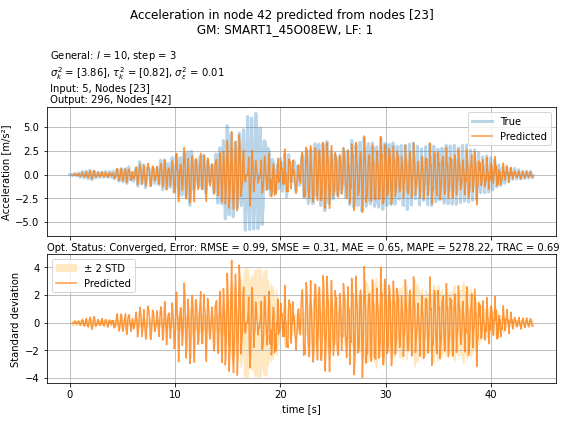 Acceleration in node 42 predicted from nodes [23]
GM: SMART1_45O08EW, LF: 1
General: l = 10, step = 3
σ²ₖ = [3.86], τ²ₖ = [0.82], σ²ε = 0.01
Input: 5, Nodes [23]
Output: 296, Nodes [42]
Acceleration [m/s²]
5.0
2.5
0.0
−2.5
−5.0
True
Predicted
Opt. Status: Converged, Error: RMSE = 0.99, SMSE = 0.31, MAE = 0.65, MAPE = 5278.22, TRAC = 0.69
Standard deviation
4
2
0
−2
−4
± 2 STD
Predicted
0
10
20
30
40
time [s]